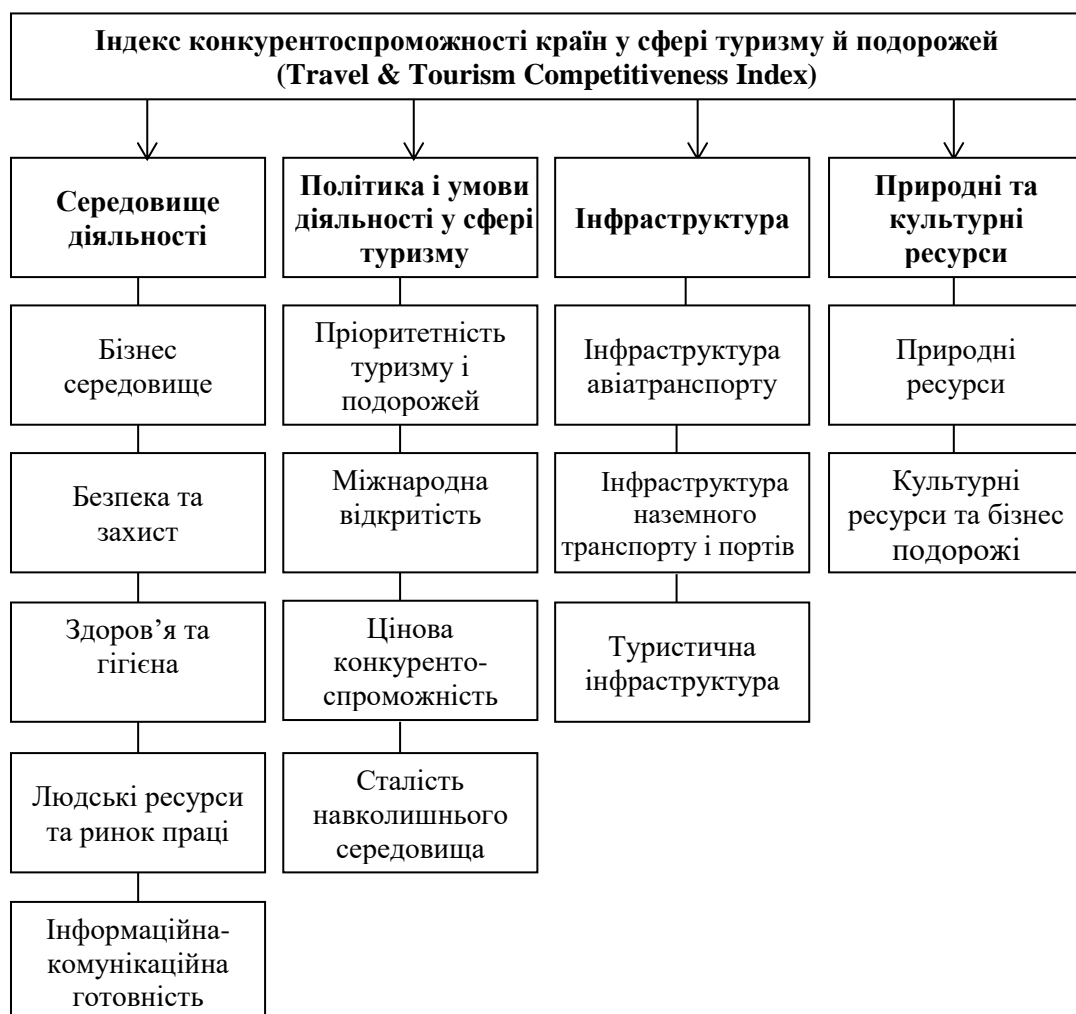 Індекс конкурентоспроможності країн у сфері туризму й подорожей
(Travel & Tourism Competitiveness Index)
Середовище
діяльності
Політика і умови
діяльності у сфері
туризму
Інфраструктура
Природні та
культурні
ресурси
Бізнес
середовище
Пріоритетність
туризму і
подорожей
Інфраструктура
авіатранспорту
Природні
ресурси
Безпека та
захист
Міжнародна
відкритість
Інфраструктура
наземного
транспорту і портів
Культурні
ресурси та бізнес
подорожі
Здоров’я та
гігієна
Цінова
конкуренто-
спроможність
Туристична
інфраструктура
Людські ресурси
та ринок праці
Сталість
навколишнього
середовища
Інформаційна-
комунікаційна
готовність